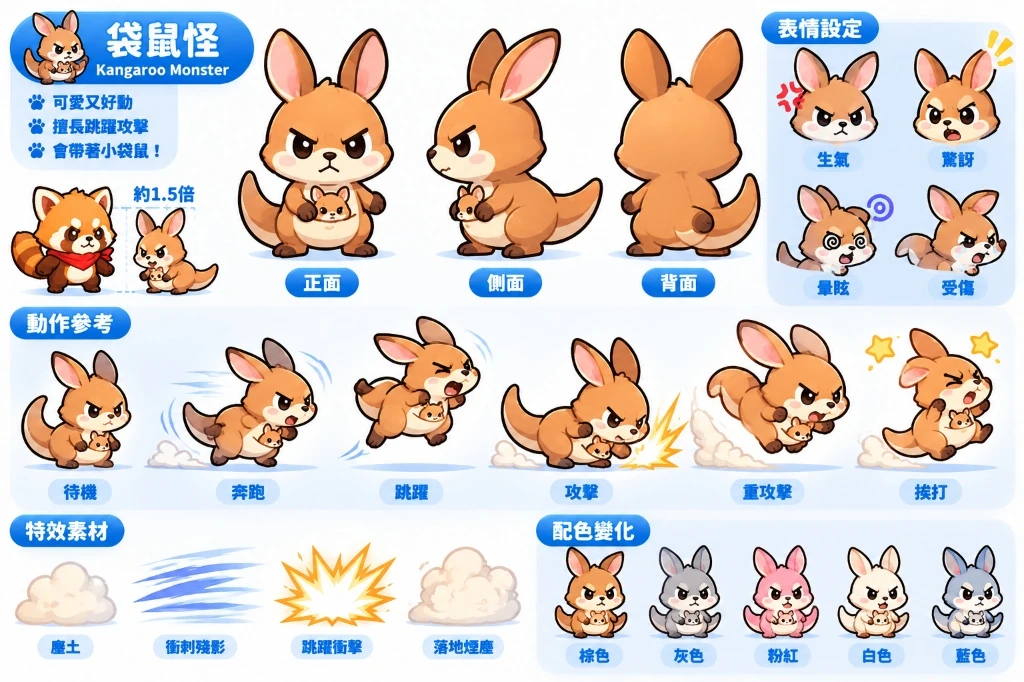 袋鼠怪
Kangaroo Monster
可愛又好動
擅長跳躍攻擊
會帶著小袋鼠！
約1.5倍
正面
側面
背面
表情設定
生氣
驚訝
暈眩
受傷
動作參考
待機
奔跑
跳躍
攻擊
重攻擊
挨打
特效素材
塵土
衝刺殘影
跳躍衝擊
落地煙塵
配色變化
棕色
灰色
粉紅
白色
藍色